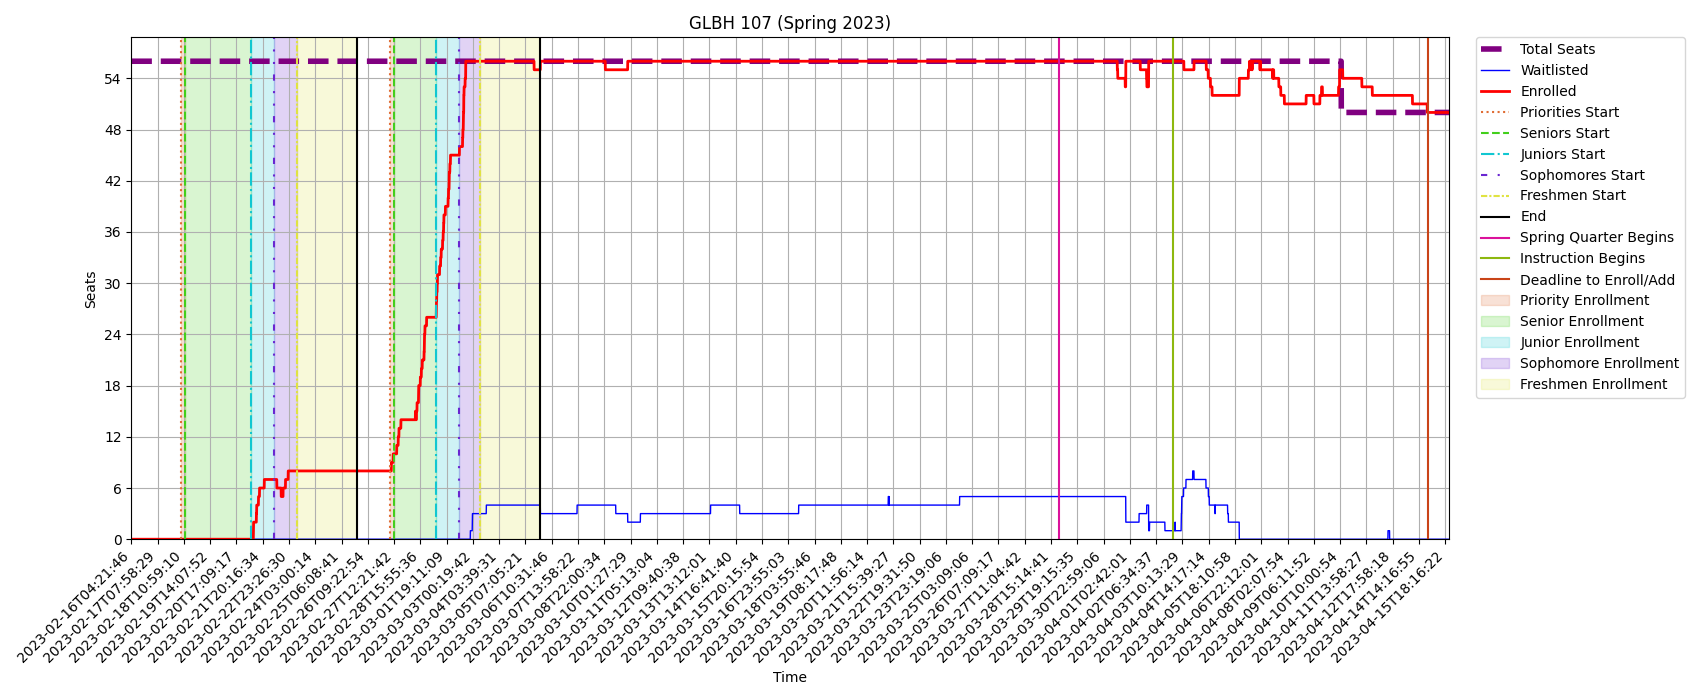 GLBH 107 (Spring 2023)
Total Seats
Waitlisted
Enrolled
Priorities Start
Seniors Start
Juniors Start
Sophomores Start
Freshmen Start
End
Spring Quarter Begins
Instruction Begins
Deadline to Enroll/Add
Priority Enrollment
Senior Enrollment
Junior Enrollment
Sophomore Enrollment
Freshmen Enrollment
Seats
54
48
42
36
30
24
18
12
6
0
2023-02-16T04:21:46
2023-02-17T07:58:29
2023-02-18T10:59:10
2023-02-19T14:07:52
2023-02-20T17:09:17
2023-02-21T20:16:34
2023-02-22T23:26:30
2023-02-24T03:00:14
2023-02-25T06:08:41
2023-02-26T09:22:54
2023-02-27T12:21:42
2023-02-28T15:55:36
2023-03-01T19:11:09
2023-03-03T00:19:42
2023-03-04T03:39:31
2023-03-05T07:05:21
2023-03-06T10:31:46
2023-03-07T13:58:22
2023-03-08T22:00:34
2023-03-10T01:27:29
2023-03-11T05:13:04
2023-03-12T09:40:38
2023-03-13T13:12:01
2023-03-14T16:41:40
2023-03-15T20:15:54
2023-03-16T23:55:03
2023-03-18T03:55:46
2023-03-19T08:17:48
2023-03-20T11:56:14
2023-03-21T15:39:27
2023-03-22T19:31:50
2023-03-23T23:19:06
2023-03-25T03:09:06
2023-03-26T07:09:17
2023-03-27T11:04:42
2023-03-28T15:14:41
2023-03-29T19:15:35
2023-03-30T22:59:06
2023-04-01T02:42:01
2023-04-02T06:34:37
2023-04-03T10:13:29
2023-04-04T14:17:14
2023-04-05T18:10:58
2023-04-06T22:12:01
2023-04-08T02:07:54
2023-04-09T06:11:52
2023-04-10T10:00:54
2023-04-11T13:58:27
2023-04-12T17:58:18
2023-04-14T14:16:55
2023-04-15T18:16:22
Time